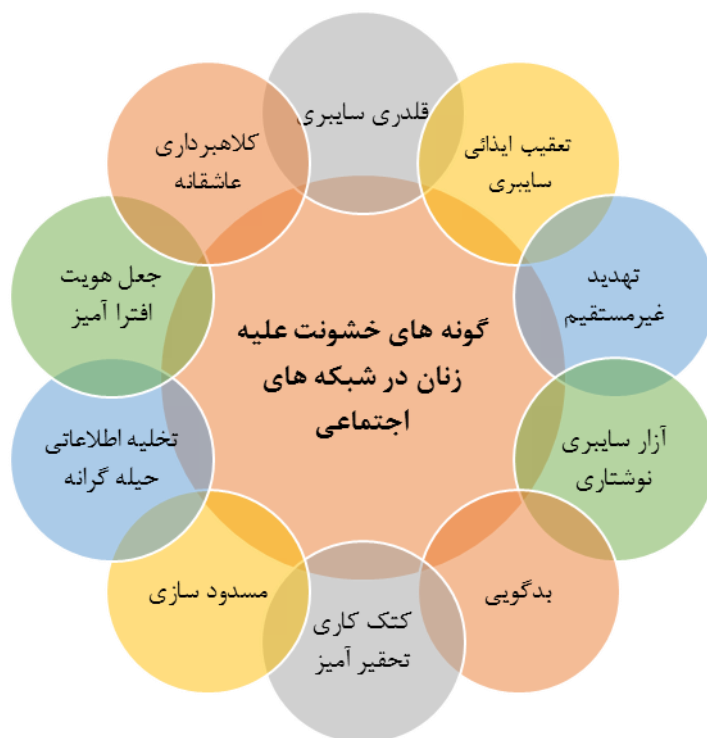 قلدری سایبری
تعقیب ایذائی
سایبری
تهدید
غیرمستقیم
آزار سایبری
نوشتاری
بدگویی
کتک کاری
تحقیر آمیز
مسدود سازی
تخلیه اطلاعاتی
حیله گرانه
جعل هویت
افترا آمیز
کلاهبرداری
عاشقانه
گونه های خشونت علیه
زنان در شبکه های
اجتماعی